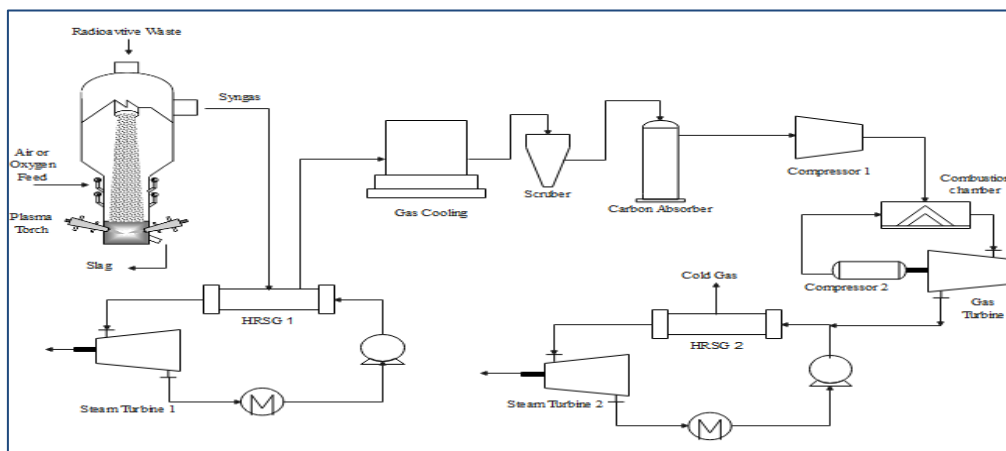 Radioavtive Waste
Syngas
Air or
Oxygen
Feed
Plasma
Torch
Slag
HRSG 1
Steam Turbine 1
Gas Cooling
Scruber
Carbon Absorber
Compressor 1
Combustion
chamber
Compressor 2
Gas
Turbine
Cold Gas
HRSG 2
Steam Turbine 2
M
M